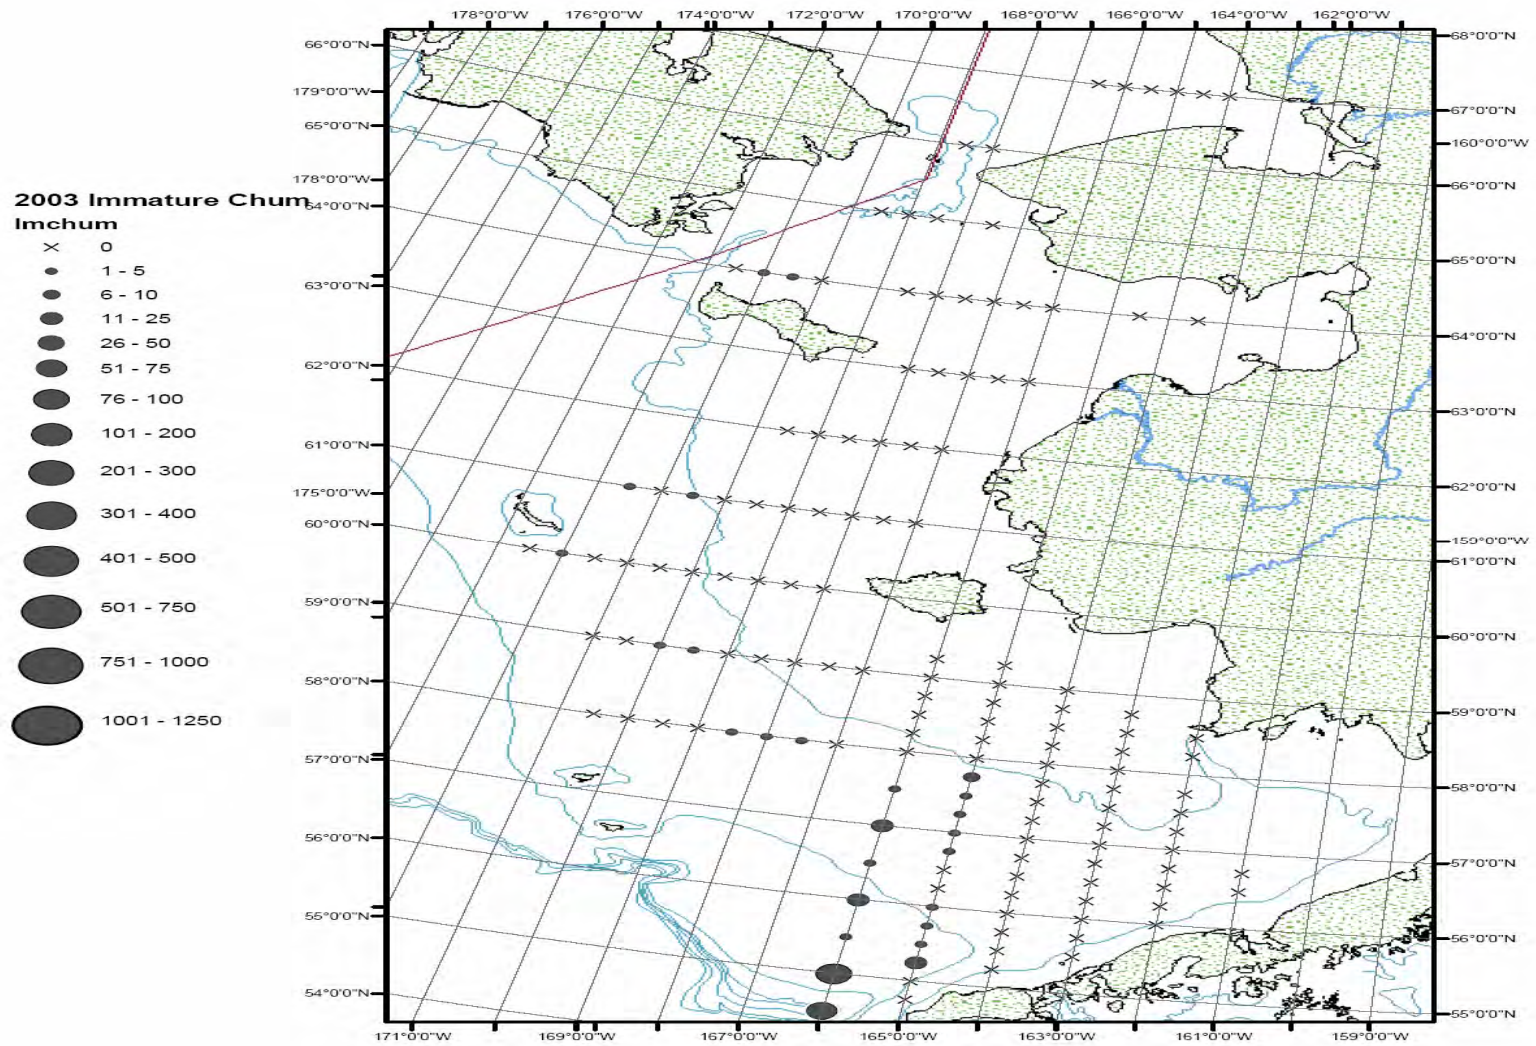 178°0'0"W 176°0'0"W 174°0'0"W 172°0'0"W 170°0'0"W 168°0'0"W 166°0'0"W 164°0'0"W 162°0'0"W
66°0'0"N
179°0'0"W
65°0'0"N
178°0'0"W
64°0'0"N
63°0'0"N
62°0'0"N
61°0'0"N
175°0'0"W
60°0'0"N
59°0'0"N
58°0'0"N
57°0'0"N
56°0'0"N
55°0'0"N
54°0'0"N
2003 Immature Chum
Imchum
0
1 - 5
6 - 10
11 - 25
26 - 50
51 - 75
76 - 100
101 - 200
201 - 300
301 - 400
401 - 500
501 - 750
751 - 1000
1001 - 1250
68°0'0"N
67°0'0"N
160°0'0"W
66°0'0"N
65°0'0"N
64°0'0"N
63°0'0"N
62°0'0"N
159°0'0"W
61°0'0"N
60°0'0"N
59°0'0"N
58°0'0"N
57°0'0"N
56°0'0"N
55°0'0"N
171°0'0"W 169°0'0"W 167°0'0"W 165°0'0"W 163°0'0"W 161°0'0"W 159°0'0"W